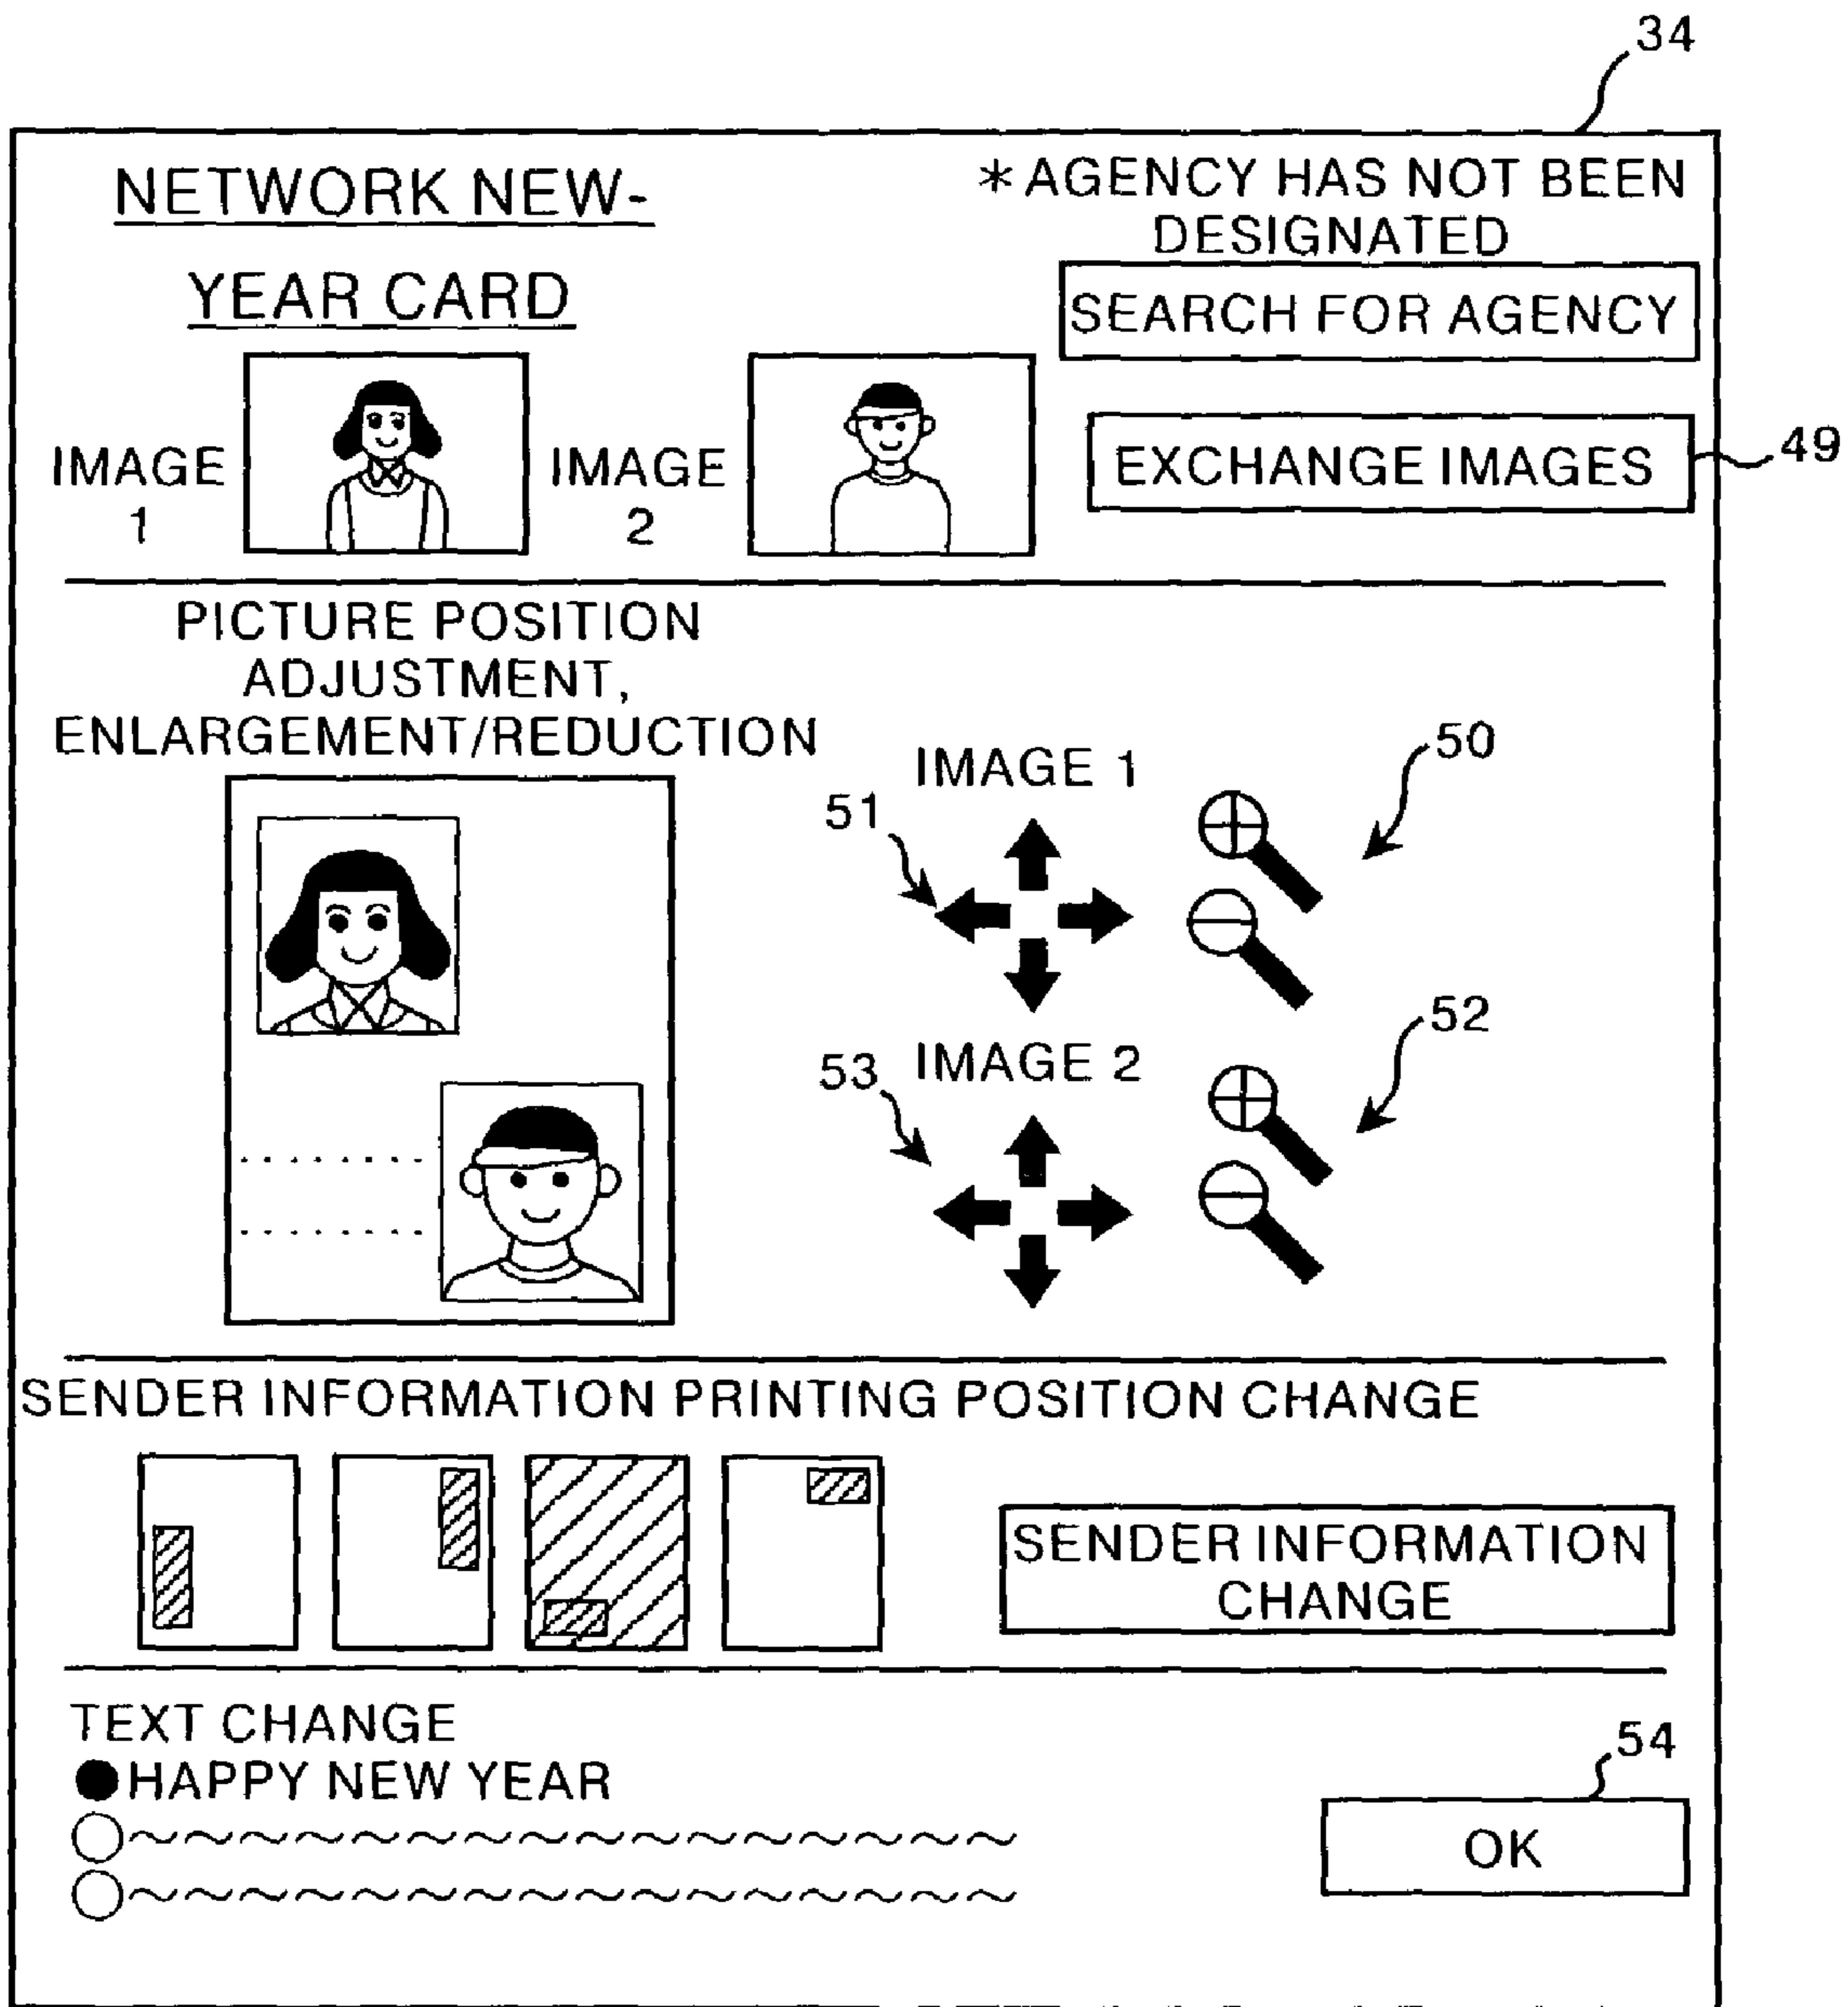 34
NETWORK NEW-
YEAR CARD
*AGENCY HAS NOT BEEN
DESIGNATED
SEARCH FOR AGENCY
IMAGE
1
IMAGE
2
EXCHANGE IMAGES
49
PICTURE POSITION
ADJUSTMENT,
ENLARGEMENT/REDUCTION
IMAGE 1
50
51
IMAGE 2
52
53
SENDER INFORMATION PRINTING POSITION CHANGE
SENDER INFORMATION
CHANGE
TEXT CHANGE
HAPPY NEW YEAR
54
OK